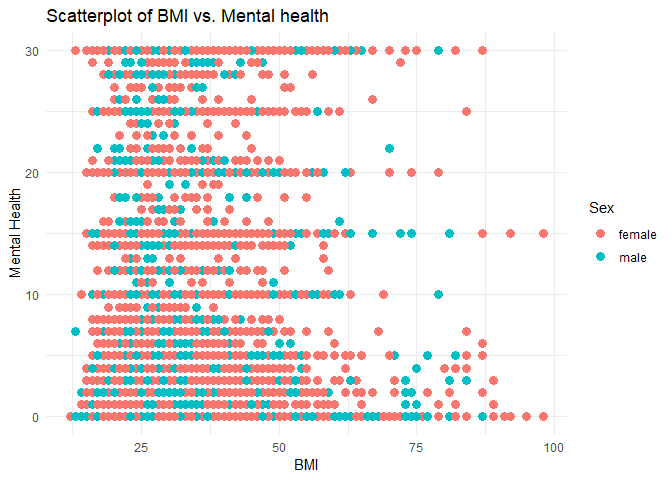 Scatterplot of BMI vs. Mental health
30
20
10
0
Mental Health
25
50
75
100
BMI
Sex
female
male